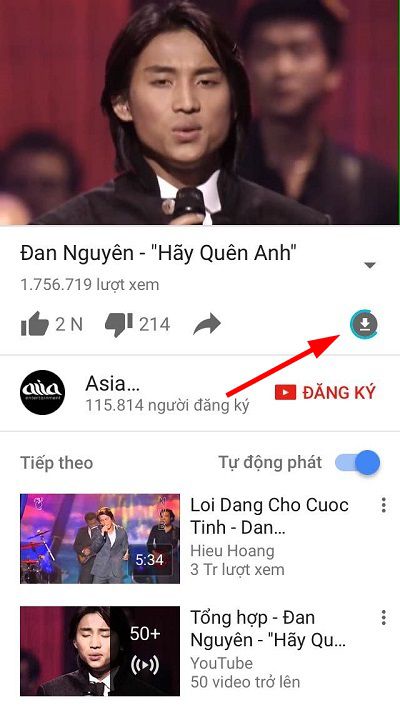 Đan Nguyên - "Hãy Quên Anh"
1.756.719 lượt xem
2 N 214
asia
entertainment
Asia...
115.814 người đăng ký
ĐĂNG KÝ
Tiếp theo
Tự động phát
5:34
Loi Dang Cho Cuoc
Tinh - Dan...
Hieu Hoang
3 Tr lượt xem
50+
Tổng hợp - Đan
Nguyên - "Hãy Qu...
YouTube
50 video trở lên